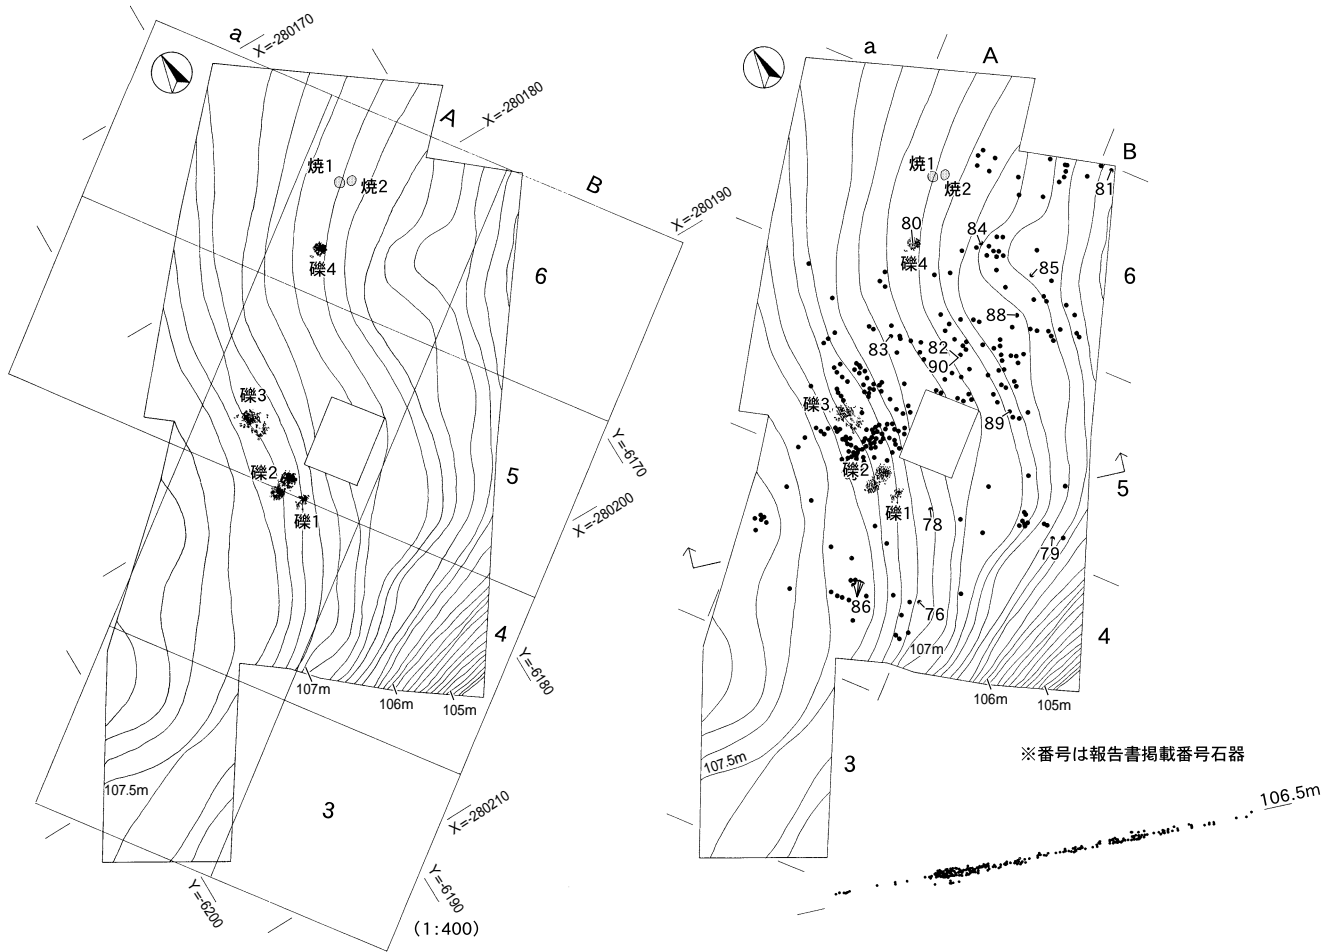 a
X=-280170
A
X=-280180
B
X=-280190
焼1
焼2
礫4
6
礫3
礫2
礫1
5
Y=-6170
X=-280200
4
Y=-6180
107m
106m
105m
107.5m
3
X=-280210
Y=-6190
Y=-6200
(1:400)
a
A
B
焼1
焼2
81
80
84
礫4
85
6
88
83
82
90
礫3
89
礫2
礫1
78
5
79
86
76
4
107m
106m
105m
107.5m
3
※番号は報告書掲載番号石器
106.5m